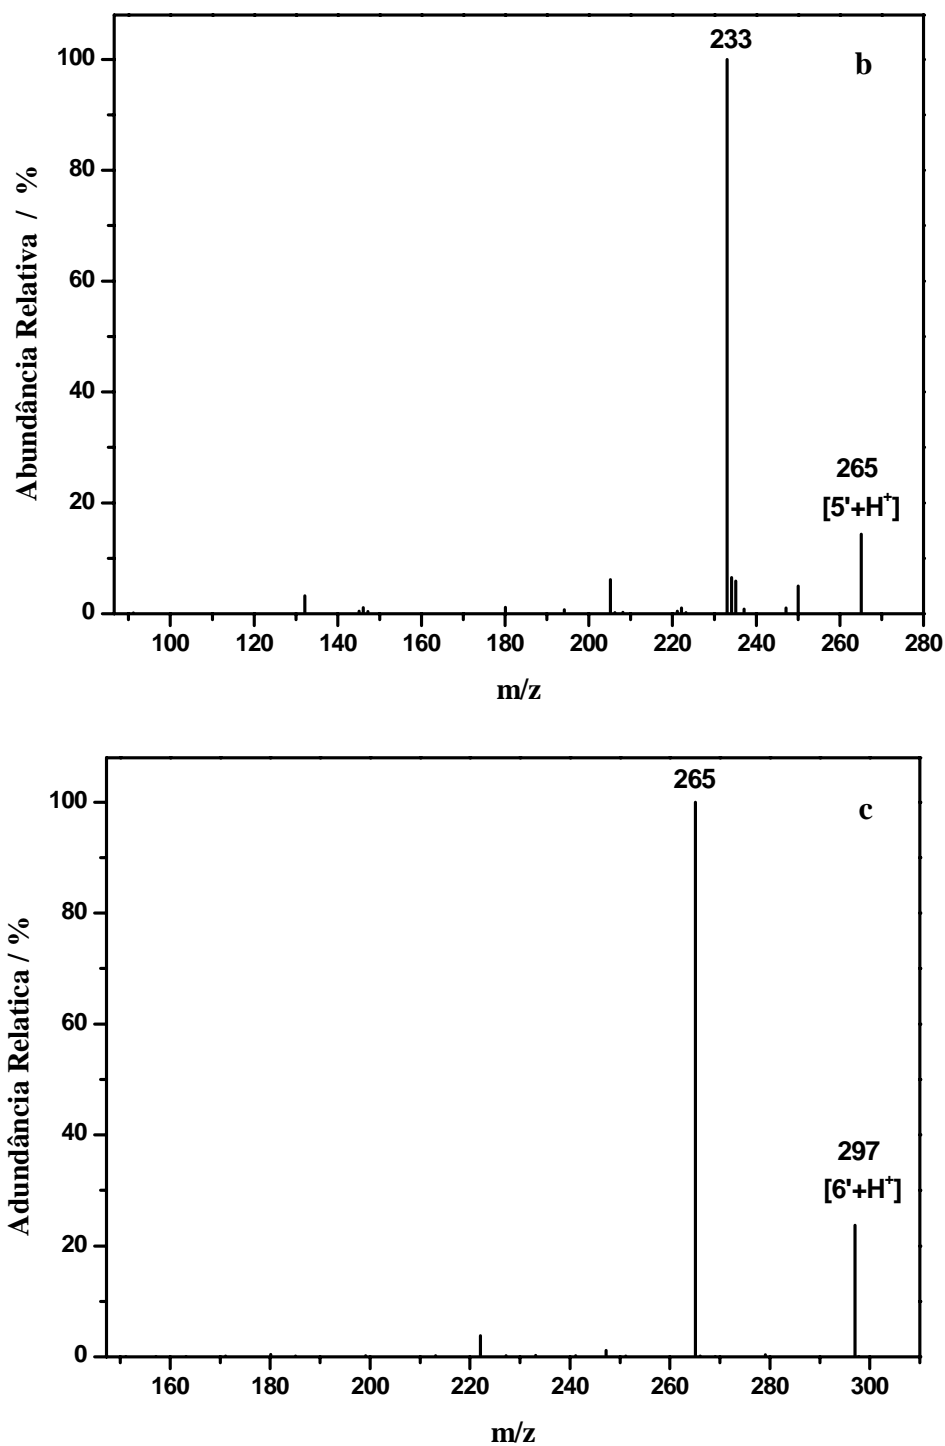 233
b
100
80
60
40
20
0
Abundância Relativa / %
265
[5'+H+]
100 120 140 160 180 200 220 240 260 280
m/z
265
c
100
80
60
40
20
0
Adundância Relatica / %
297
[6'+H+]
160 180 200 220 240 260 280 300
m/z